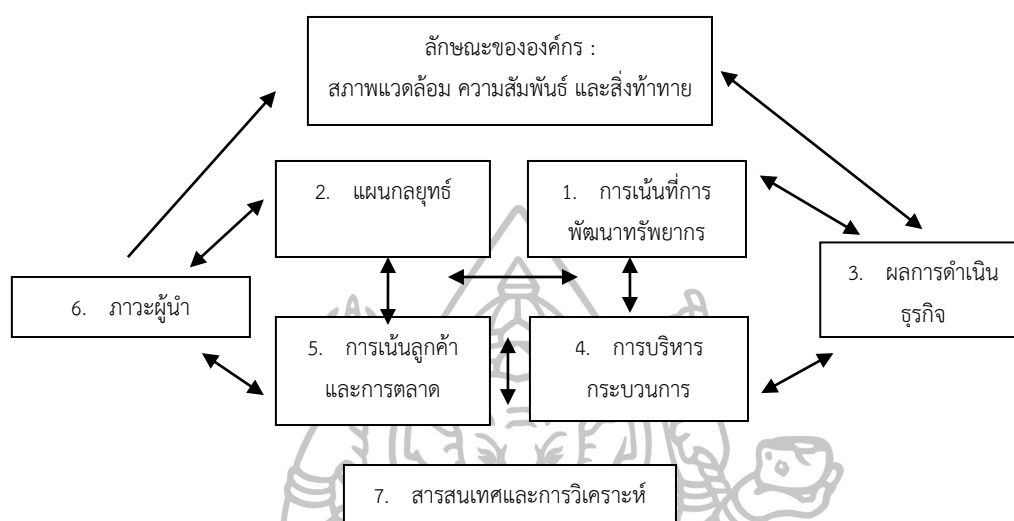 ลักษณะขององค์กร :
สภาพแวดล้อม ความสัมพันธ์ และสิ่งท้าทาย
2. แผนกลยุทธ์
1. การเน้นที่การ
พัฒนาทรัพยากร
6. ภาวะผู้นำ
3. ผลการดำเนิน
ธุรกิจ
5. การเน้นลูกค้า
และการตลาด
4. การบริหาร
กระบวนการ
7. สารสนเทศและการวิเคราะห์